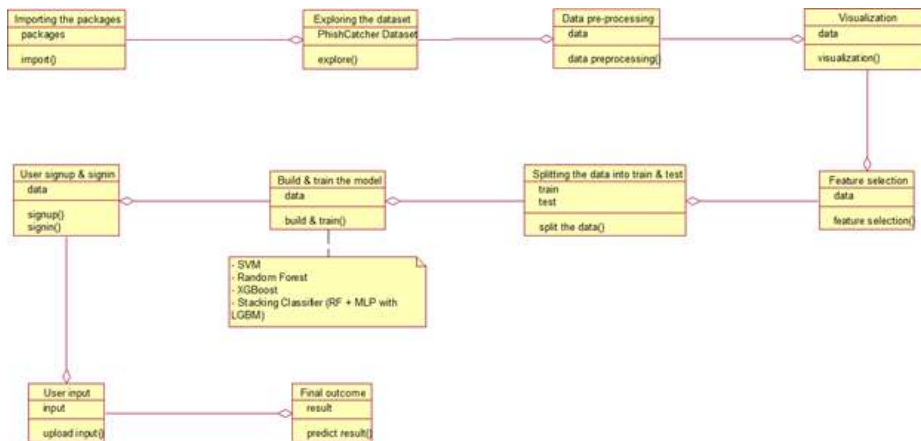 Importing the packages
packages
import()
Exploring the dataset
PhishCatcher Dataset
explore()
Data pre-processing
data
data preprocessing()
Visualization
data
visualization()
User signup & signin
data
signup()
signin()
Build & train the model
data
build & train()
Splitting the data into train & test
train
test
split the data()
Feature selection
data
feature selection()
- SVM
- Random Forest
- XGBoost
- Stacking Classifier (RF + MLP with
LGBM)
User input
input
upload input()
Final outcome
result
predict result()